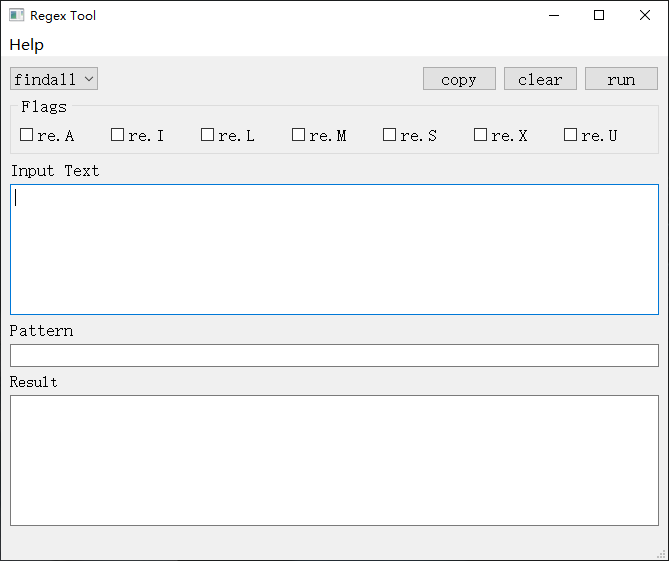 Regex Tool
Help
findall copy clear run
Flags
re.A re.I re.L re.M re.S re.X re.U
Input Text
Pattern
Result